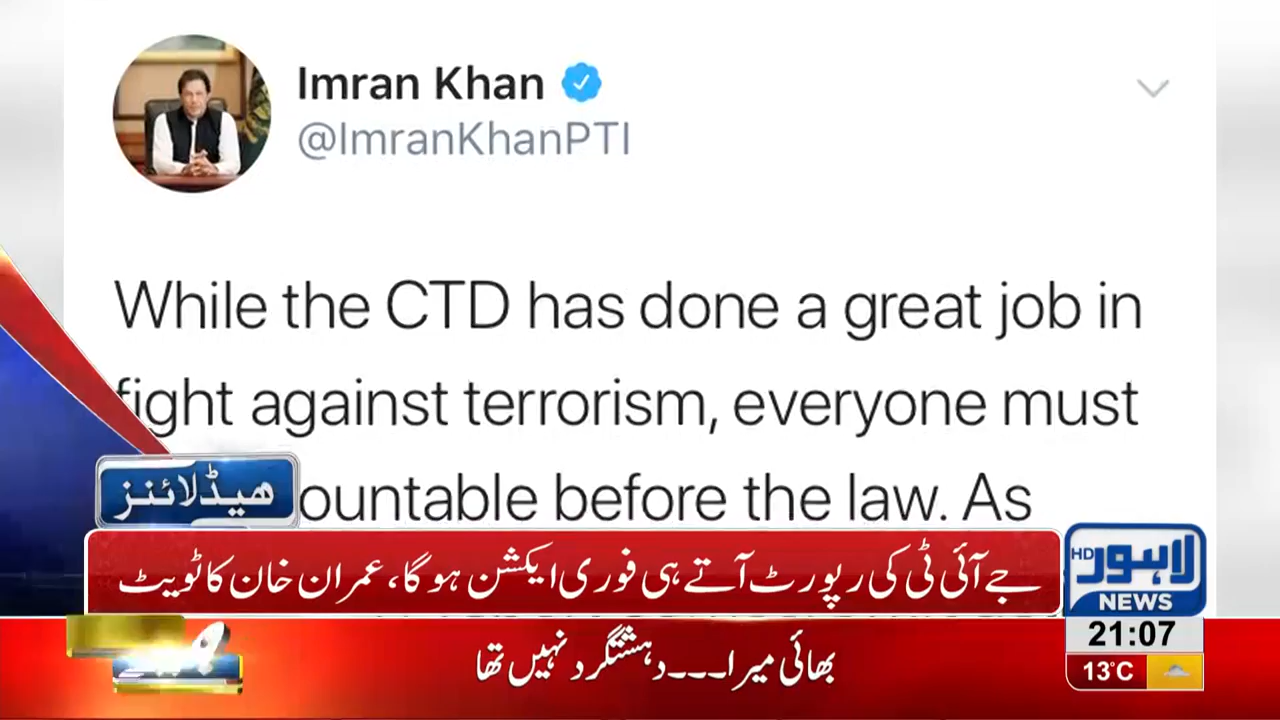 Imran Khan
@ImranKhanPTI
While the CTD has done a great job in
fight against terrorism, everyone must
ountable before the law. As
ھیڈلائنز
جے آئی ٹی کی رپورٹ آتے ہی فوری ایکشن ہوگا، عمران خان کا ٹویٹ
HD لاہور
NEWS
بھائی میرا۔۔۔دہشتگرد نہیں تھا
21:07
13°C